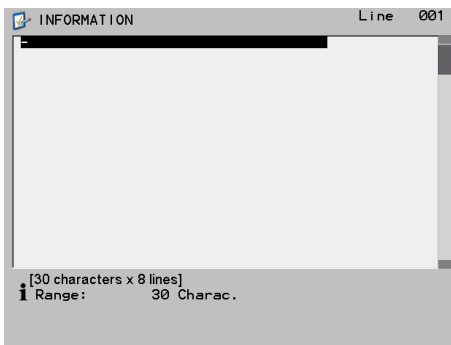 INFORMATION Line 001
[30 characters x 8 lines]
i Range: 30 Charac.